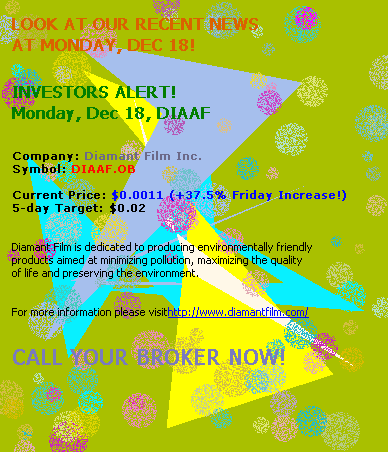 LOOK AT OUR RECENT NEWS
AT MONDAY, DEC 18!
INVESTORS ALERT!
Monday, Dec 18, DIAAF
Company: Diamant Film Inc.
Symbol: DIAAF.OB
Current Price: $0.0011 (+37.5% Friday Increase!)
5-day Target: $0.02
Diamant Film is dedicated to producing environmentally friendly
products aimed at minimizing pollution, maximizing the quality
of life and preserving the environment.
For more information please visithttp://www.diamantfilm.com/
CALL YOUR BROKER NOW!